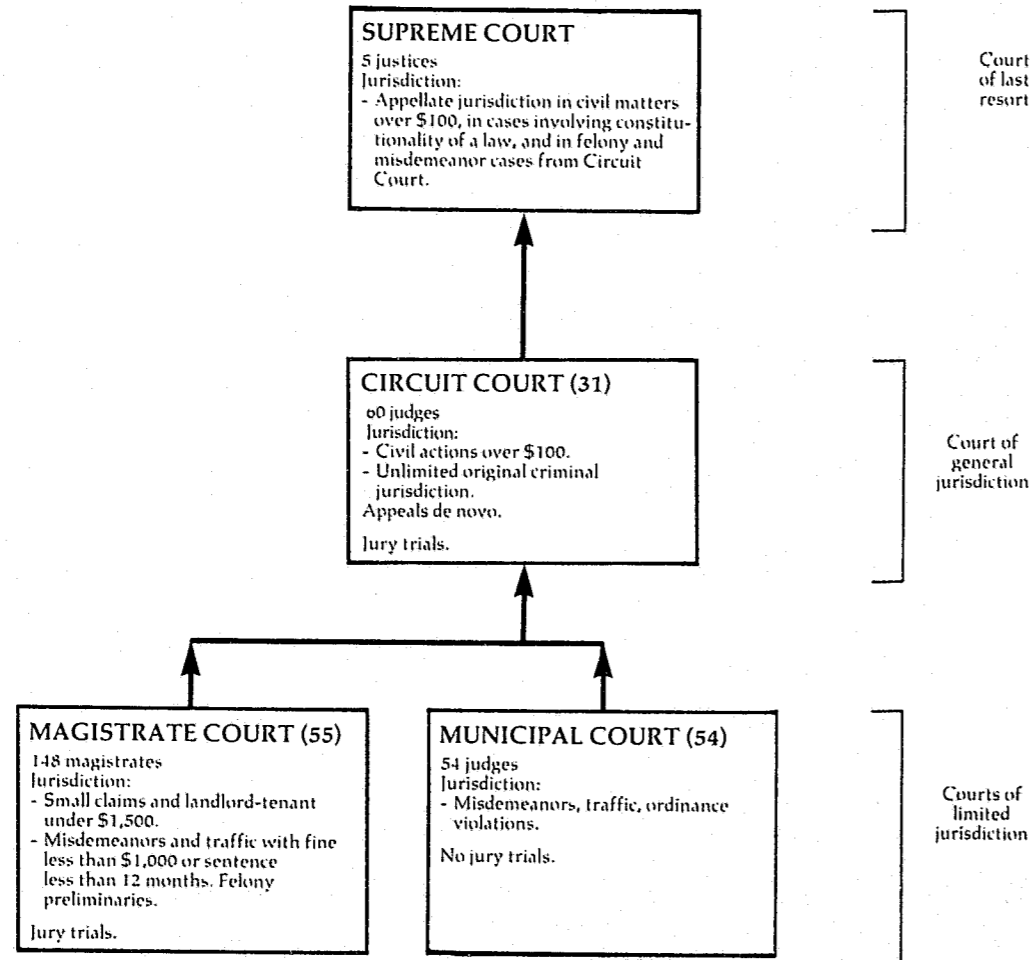 SUPREME COURT
5 justices
Jurisdiction:
- Appellate jurisdiction in civil matters
over $100, in cases involving constitu-
tionality of a law, and in felony and
misdemeanor cases from Circuit
Court.
Court
of last
resort
CIRCUIT COURT (31)
60 judges
Jurisdiction:
- Civil actions over $100.
- Unlimited original criminal
jurisdiction.
Appeals de novo.
Jury trials.
Court of
general
jurisdiction
MAGISTRATE COURT (55)
148 magistrates
Jurisdiction:
- Small claims and landlord-tenant
under $1,500.
- Misdemeanors and traffic with fine
less than $1,000 or sentence
less than 12 months. Felony
preliminaries.
Jury trials.
MUNICIPAL COURT (54)
54 judges
Jurisdiction:
- Misdemeanors, traffic, ordinance
violations.
No jury trials.
Courts of
limited
jurisdiction